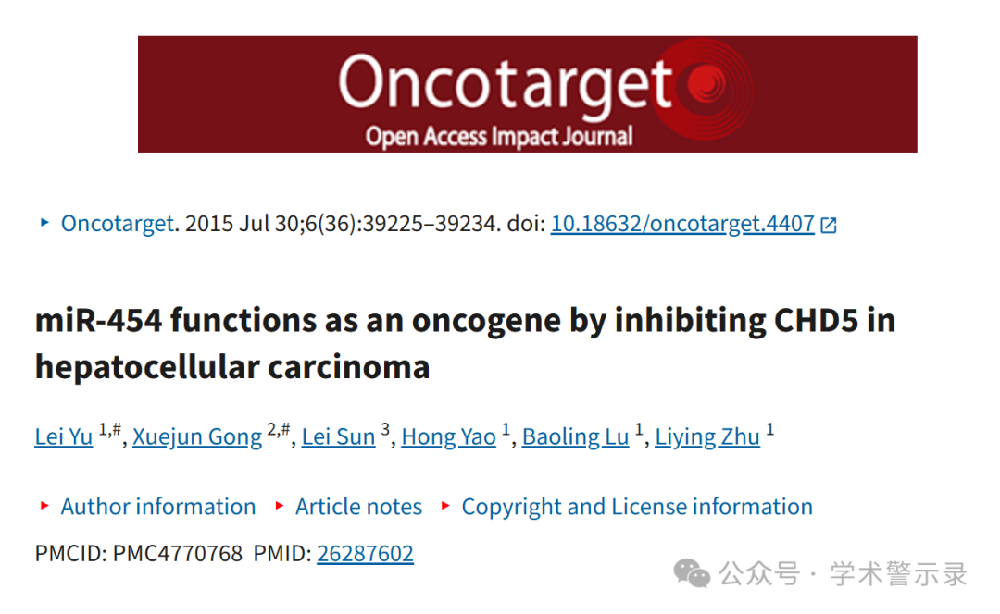 Oncotarget
Open Access Impact Journal
Oncotarget. 2015 Jul 30;6(36):39225–39234. doi: 10.18632/oncotarget.4407
miR-454 functions as an oncogene by inhibiting CHD5 in
hepatocellular carcinoma
Lei Yu 1,#, Xuejun Gong 2,#, Lei Sun 3, Hong Yao 1, Baoling Lu 1, Liying Zhu 1
Author information Article notes Copyright and License information
PMCID: PMC4770768 PMID: 26287602
公众号 · 学术警示录